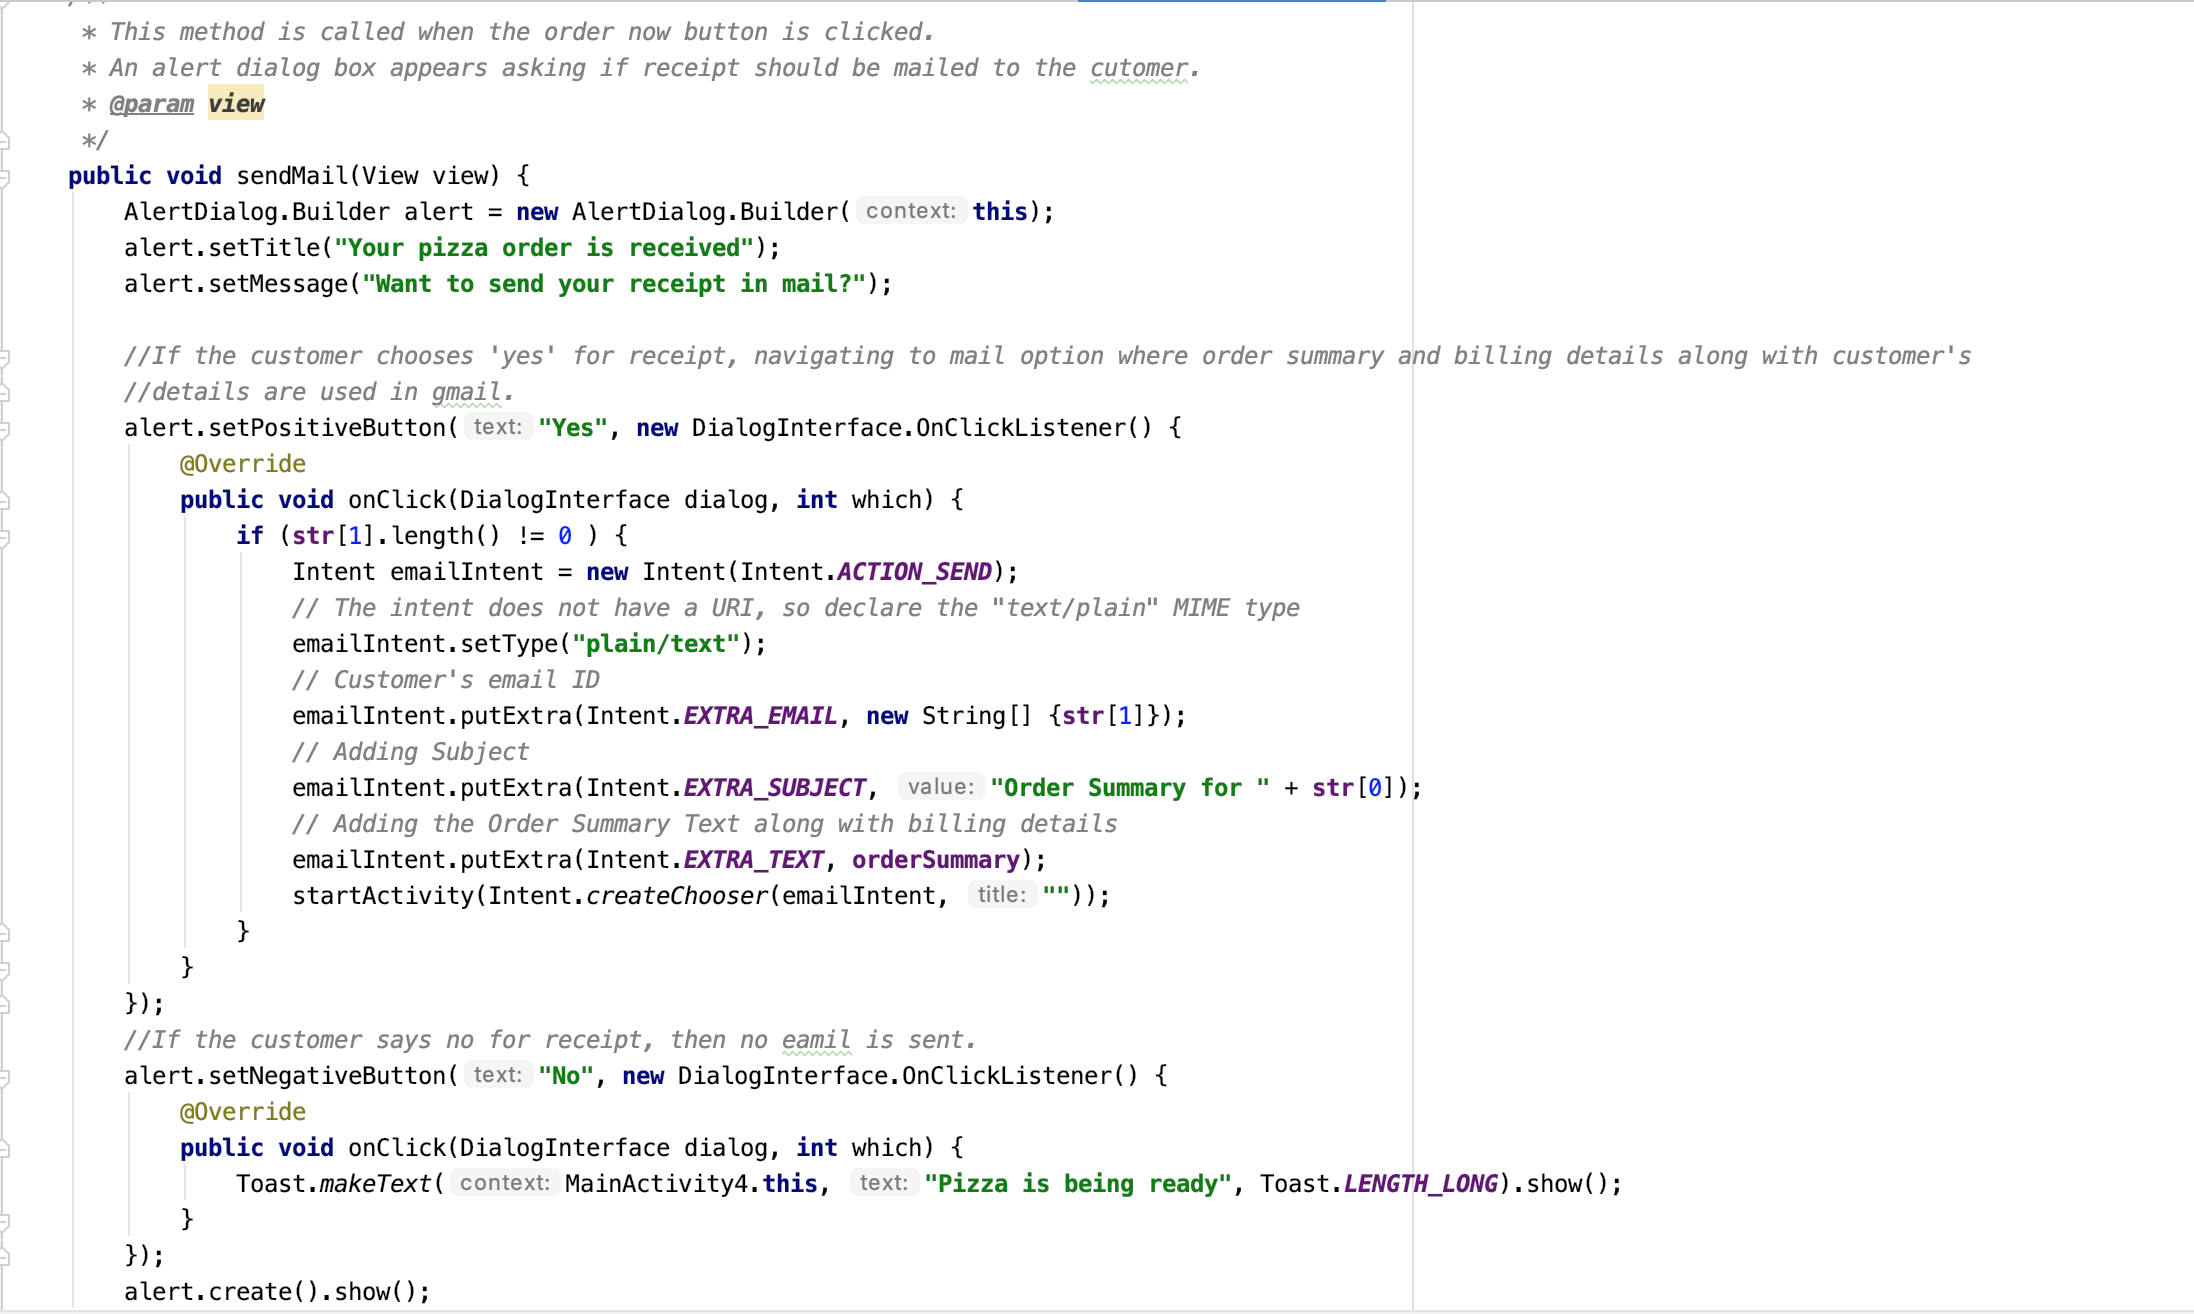 * This method is called when the order now button is clicked.
* An alert dialog box appears asking if receipt should be mailed to the cutomer.
* @param view
*/
public void sendMail(View view) {
AlertDialog.Builder alert = new AlertDialog.Builder( context: this);
alert.setTitle("Your pizza order is received");
alert.setMessage("Want to send your receipt in mail?");
//If the customer chooses 'yes' for receipt, navigating to mail option where order summary and billing details along with customer's
//details are used in gmail.
alert.setPositiveButton( text: "Yes", new DialogInterface.OnClickListener() {
@Override
public void onClick(DialogInterface dialog, int which) {
if (str[1].length() != 0 ) {
Intent emailIntent = new Intent(Intent.ACTION_SEND);
// The intent does not have a URI, so declare the "text/plain" MIME type
emailIntent.setType("plain/text");
// Customer's email ID
emailIntent.putExtra(Intent.EXTRA_EMAIL, new String[] {str[1]});
// Adding Subject
emailIntent.putExtra(Intent.EXTRA_SUBJECT, value: "Order Summary for " + str[0]);
// Adding the Order Summary Text along with billing details
emailIntent.putExtra(Intent.EXTRA_TEXT, orderSummary);
startActivity(Intent.createChooser(emailIntent, title: ""));
}
}
});
//If the customer says no for receipt, then no eamil is sent.
alert.setNegativeButton( text: "No", new DialogInterface.OnClickListener() {
@Override
public void onClick(DialogInterface dialog, int which) {
Toast.makeText( context: MainActivity4.this, text: "Pizza is being ready", Toast.LENGTH_LONG).show();
}
});
alert.create().show();